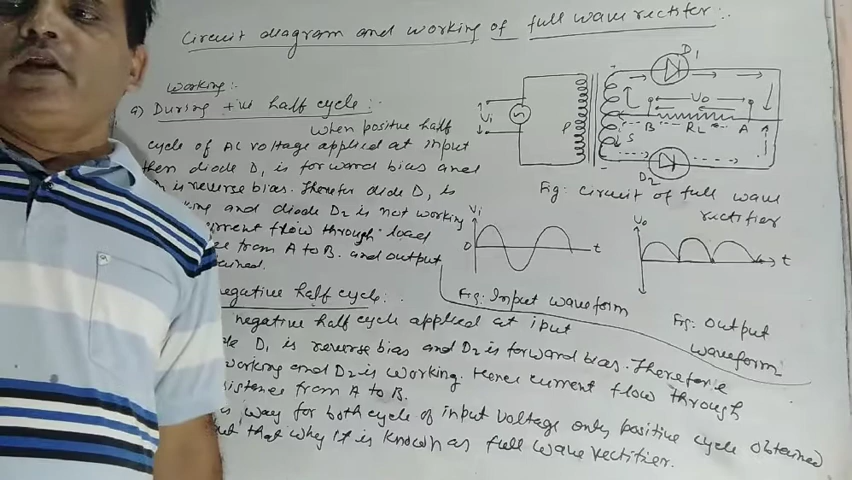 Circuit diagram and working of full wave rectifer:.
working:.
a) During +ve half cycle:.
When positve half
cycle of AC voltage applied at input
then diode D1 is forward bias and
is reverse bias. Therefor diode D1 is
and diode D2 is not working
flow through load
from A to B. and output
negative half cycle:.
negative half cycle applied at iput
D1 is reverse bias and D2 is forward bias. Therefore
working and D2 is working. Hence current flow through
from A to B.
way for both cycle of input voltage only positive cycle obtained
that why it is known as full wave rectifier.
D1
Vi
P
S
V0
B RL A
D2
Fig: circuit of full wave
rectifier
Vi
0
t
Fig: Input waveform
V0
t
Fig: Output
waveform